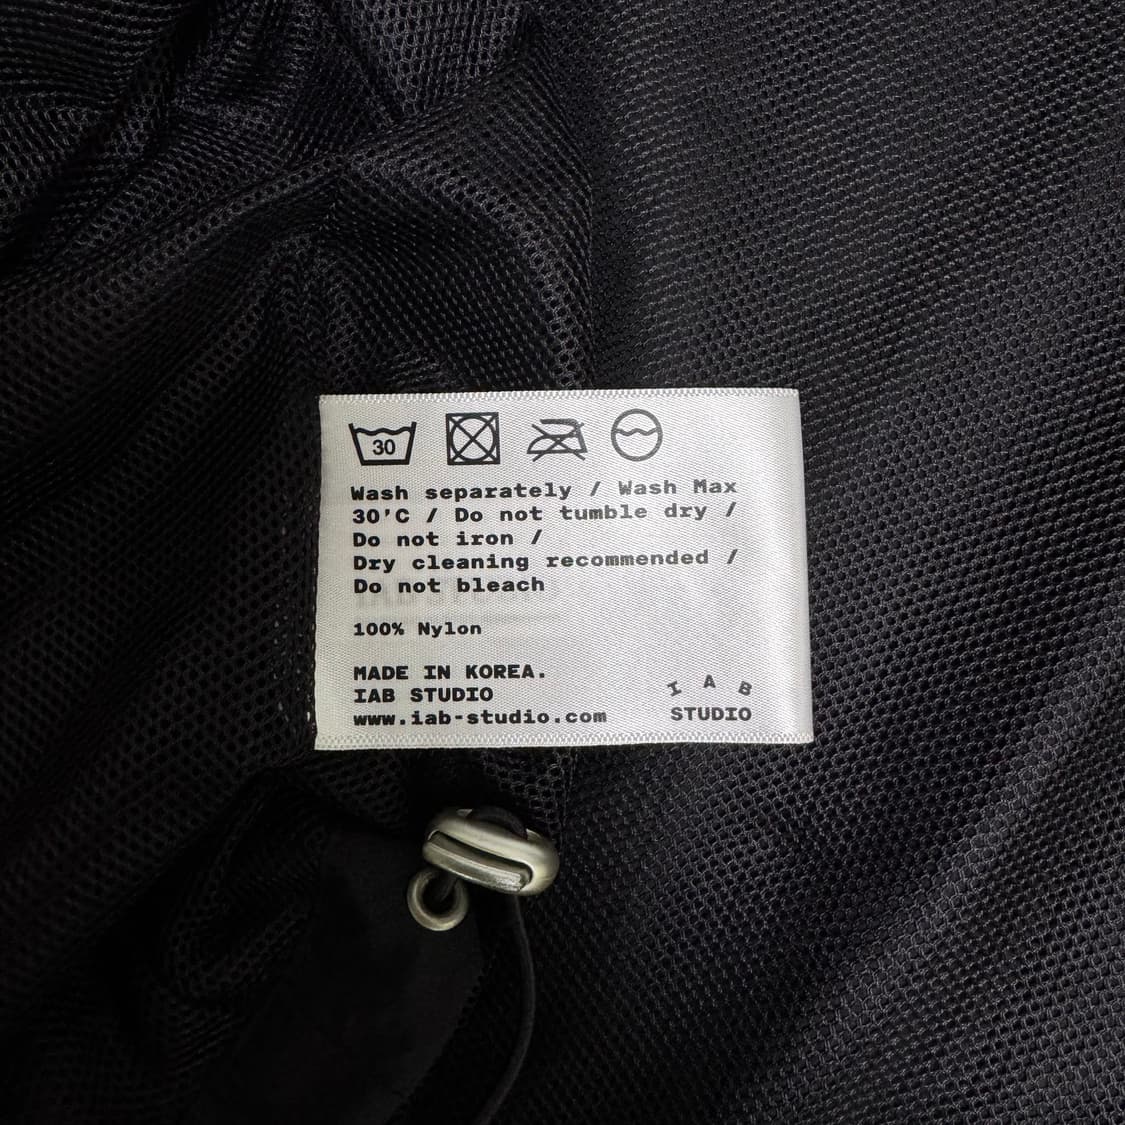 30
Wash separately / Wash Max
30'C / Do not tumble dry /
Do not iron /
Dry cleaning recommended /
Do not bleach
100% Nylon
MADE IN KOREA.
IAB STUDIO
www.iab-studio.com
I A B
STUDIO